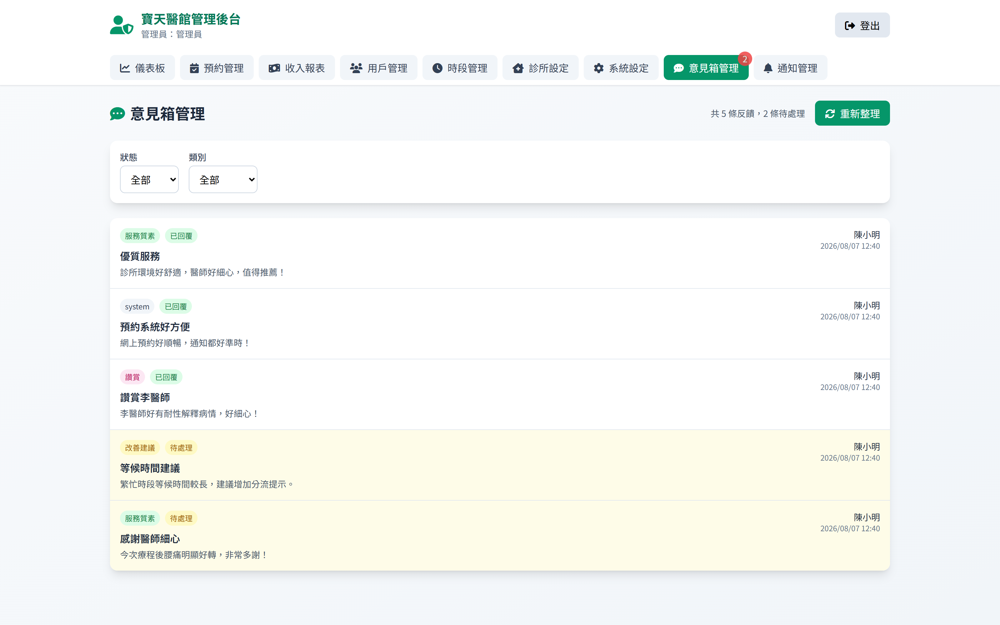 寶天醫館管理後台
管理員：管理員
登出
儀表板 預約管理 收入報表 用戶管理 時段管理 診所設定 系統設定 意見箱管理 2 通知管理
意見箱管理
共 5 條反饋，2 條待處理 重新整理
狀態 類別
全部 全部
服務質素 已回覆 陳小明
2026/08/07 12:40
優質服務
診所環境好舒適，醫師好細心，值得推薦！
system 已回覆 陳小明
2026/08/07 12:40
預約系統好方便
網上預約好順暢，通知都好準時！
讚賞 已回覆 陳小明
2026/08/07 12:40
讚賞李醫師
李醫師好有耐性解釋病情，好細心！
改善建議 待處理 陳小明
2026/08/07 12:40
等候時間建議
繁忙時段等候時間較長，建議增加分流提示。
服務質素 待處理 陳小明
2026/08/07 12:40
感謝醫師細心
今次療程後腰痛明顯好轉，非常多謝！